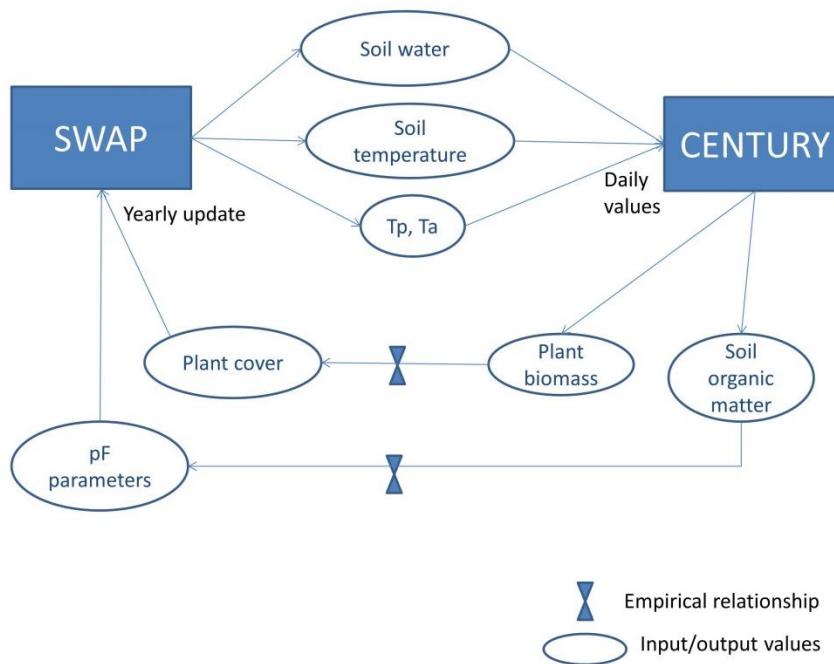 Soil water
SWAP
Soil
temperature
CENTURY
Tp, Ta
Daily
values
Yearly update
Plant cover
Plant
biomass
Soil
organic
matter
pF
parameters
Empirical relationship
Input/output values